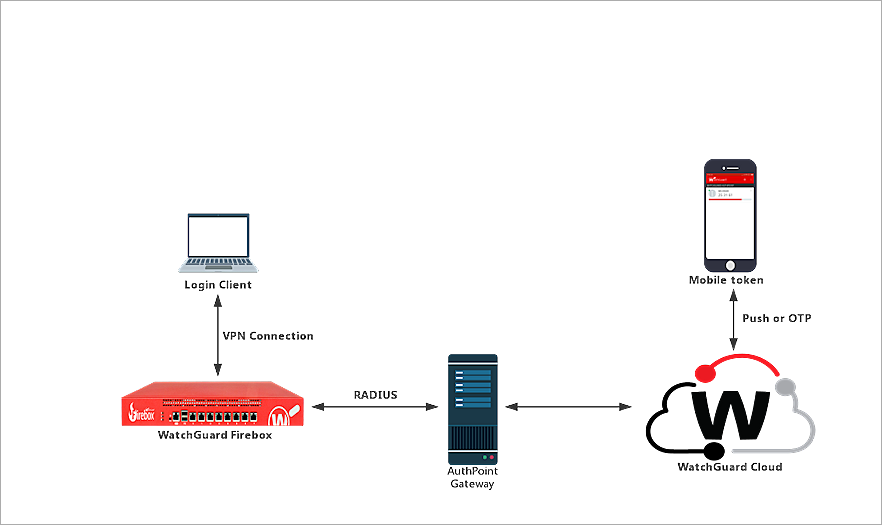 Login Client
VPN Connection
Firebox
WatchGuard Firebox
RADIUS
AuthPoint
Gateway
Mobile token
Push or OTP
W
WatchGuard Cloud